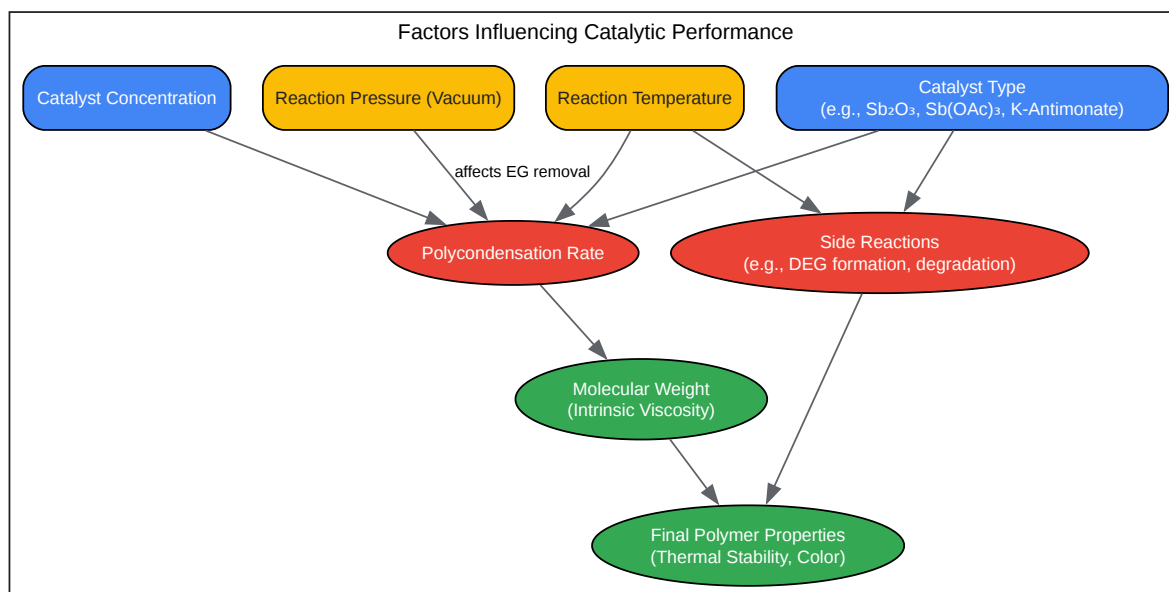 Factors Influencing Catalytic Performance
Catalyst Concentration
Reaction Pressure (Vacuum)
Reaction Temperature
Catalyst Type
(e.g., Sb₂O₃, Sb(OAc)₃, K-Antimonate)
affects EG removal
Polycondensation Rate
Side Reactions
(e.g., DEG formation, degradation)
Molecular Weight
(Intrinsic Viscosity)
Final Polymer Properties
(Thermal Stability, Color)